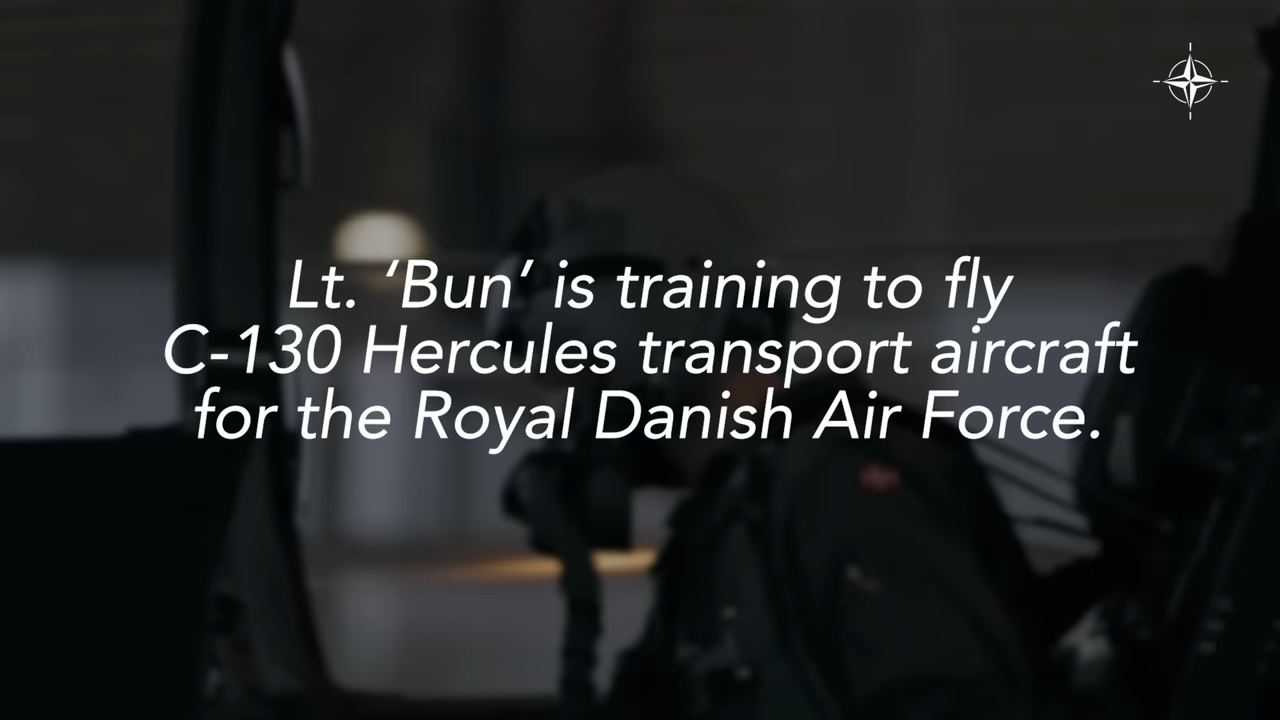 Lt. ‘Bun’ is training to fly
C-130 Hercules transport aircraft
for the Royal Danish Air Force.